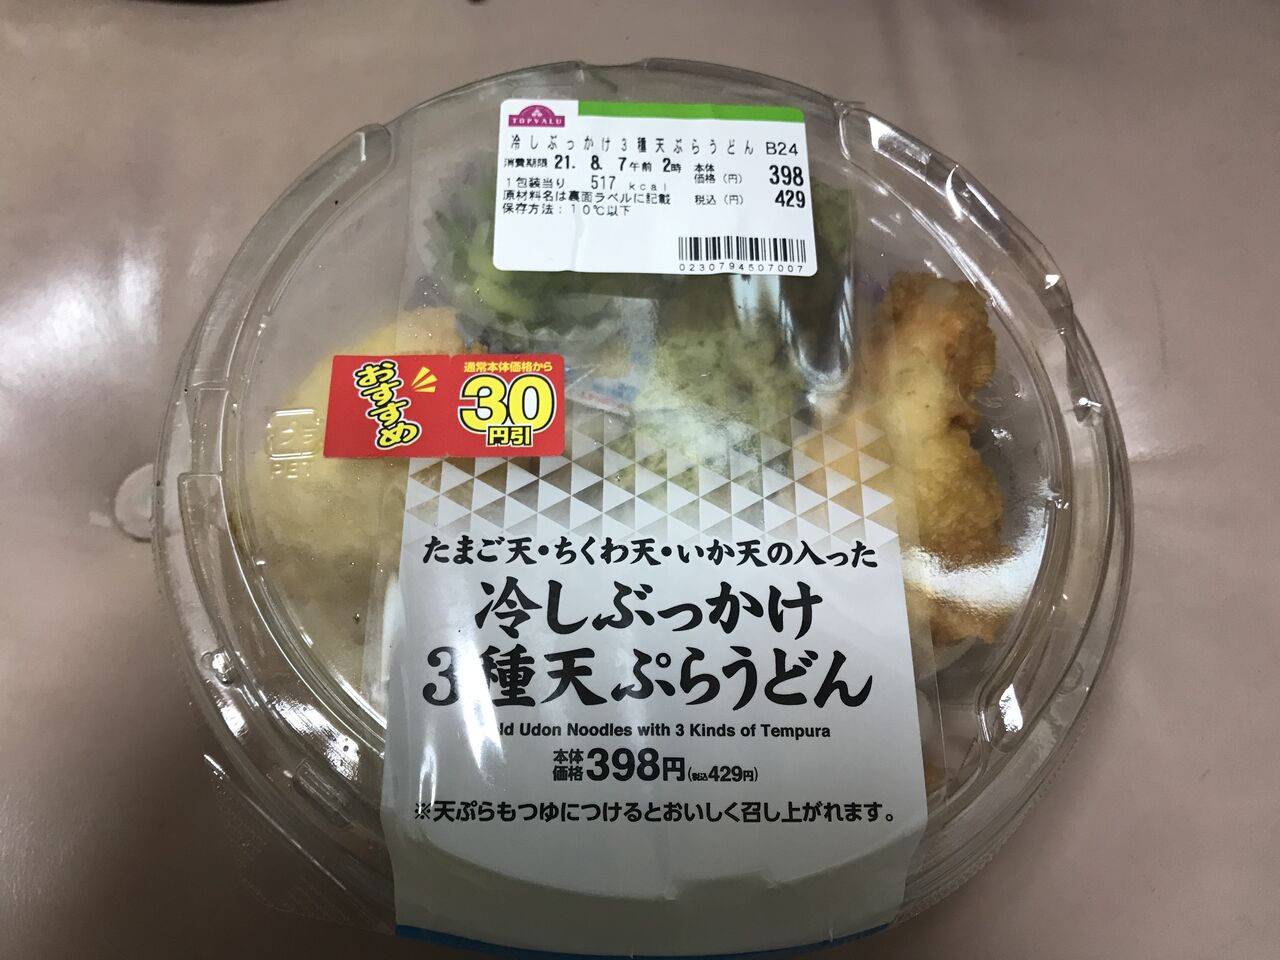 TOPVALU
冷しぶっかけ3種天ぷらうどん B24
消費期限 21. 8. 7 午前 2時
本体価格(円) 398
1包装当り 517 kcal
税込(円) 429
原材料名は裏面ラベルに記載
保存方法:10℃以下
0230794507007
おすすめ
通常本体価格から
30
円引
PET
たまご天・ちくわ天・いか天の入った
冷しぶっかけ
3種天ぷらうどん
Udon Noodles with 3 Kinds of Tempura
本体価格398円(税込429円)
※天ぷらもつゆにつけるとおいしく召し上がれます。